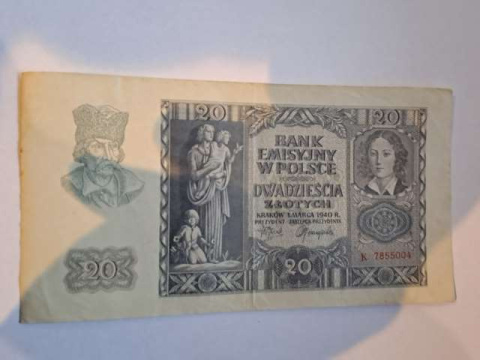 20
20
BANK
EMISYJNY
W POLSCE
DWADZIEŚCIA
ZŁOTYCH
KRAKÓW 1 MARCA 1940 R.
K 7855004
20
20